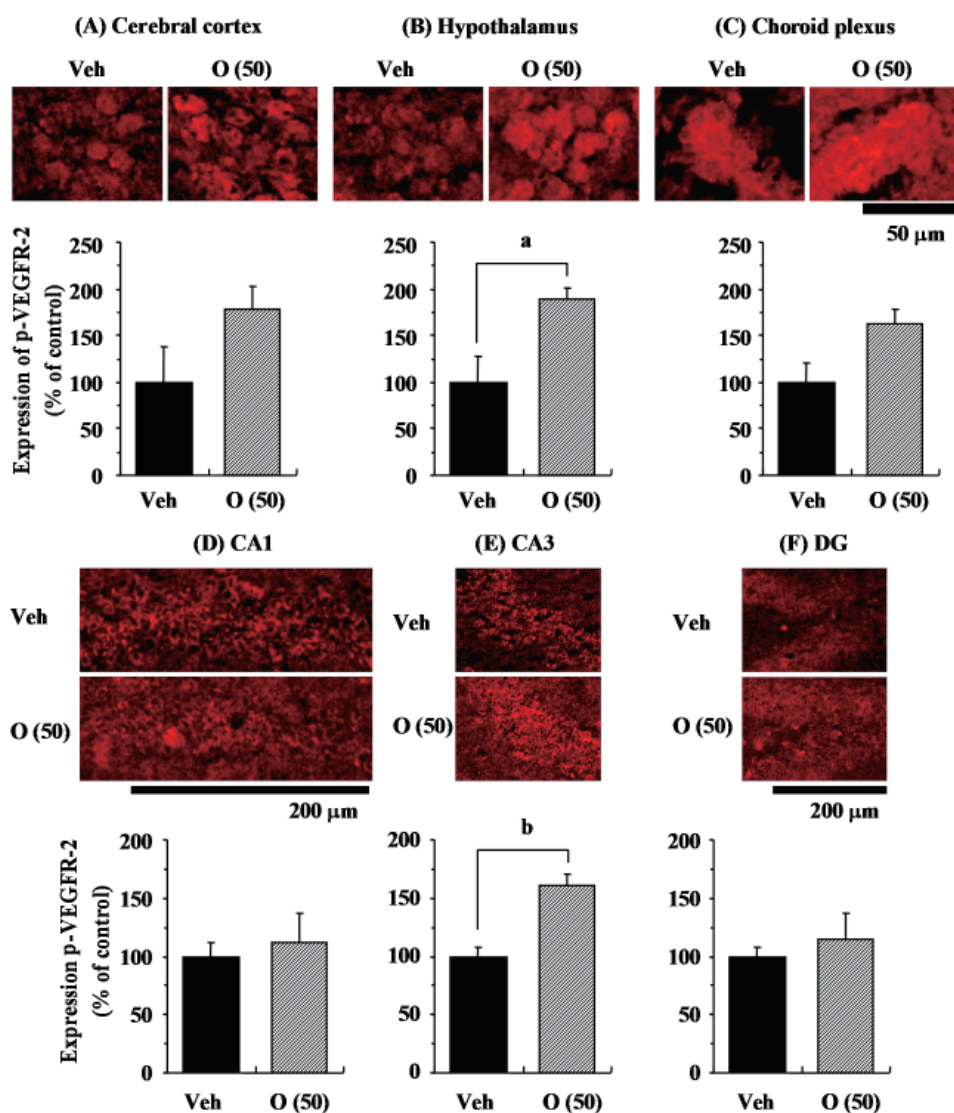 (A) Cerebral cortex (B) Hypothalamus (C) Choroid plexus
Veh O (50) Veh O (50) Veh O (50)
50 μm
Expression of p-VEGFR-2
(% of control)
250
200
150
100
50
0
Veh O (50)
a
250
200
150
100
50
0
Veh O (50)
250
200
150
100
50
0
Veh O (50)
(D) CA1 (E) CA3 (F) DG
Veh Veh Veh
O (50) O (50) O (50)
200 μm 200 μm
Expression p-VEGFR-2
(% of control)
200
150
100
50
0
Veh O (50)
b
200
150
100
50
0
Veh O (50)
200
150
100
50
0
Veh O (50)